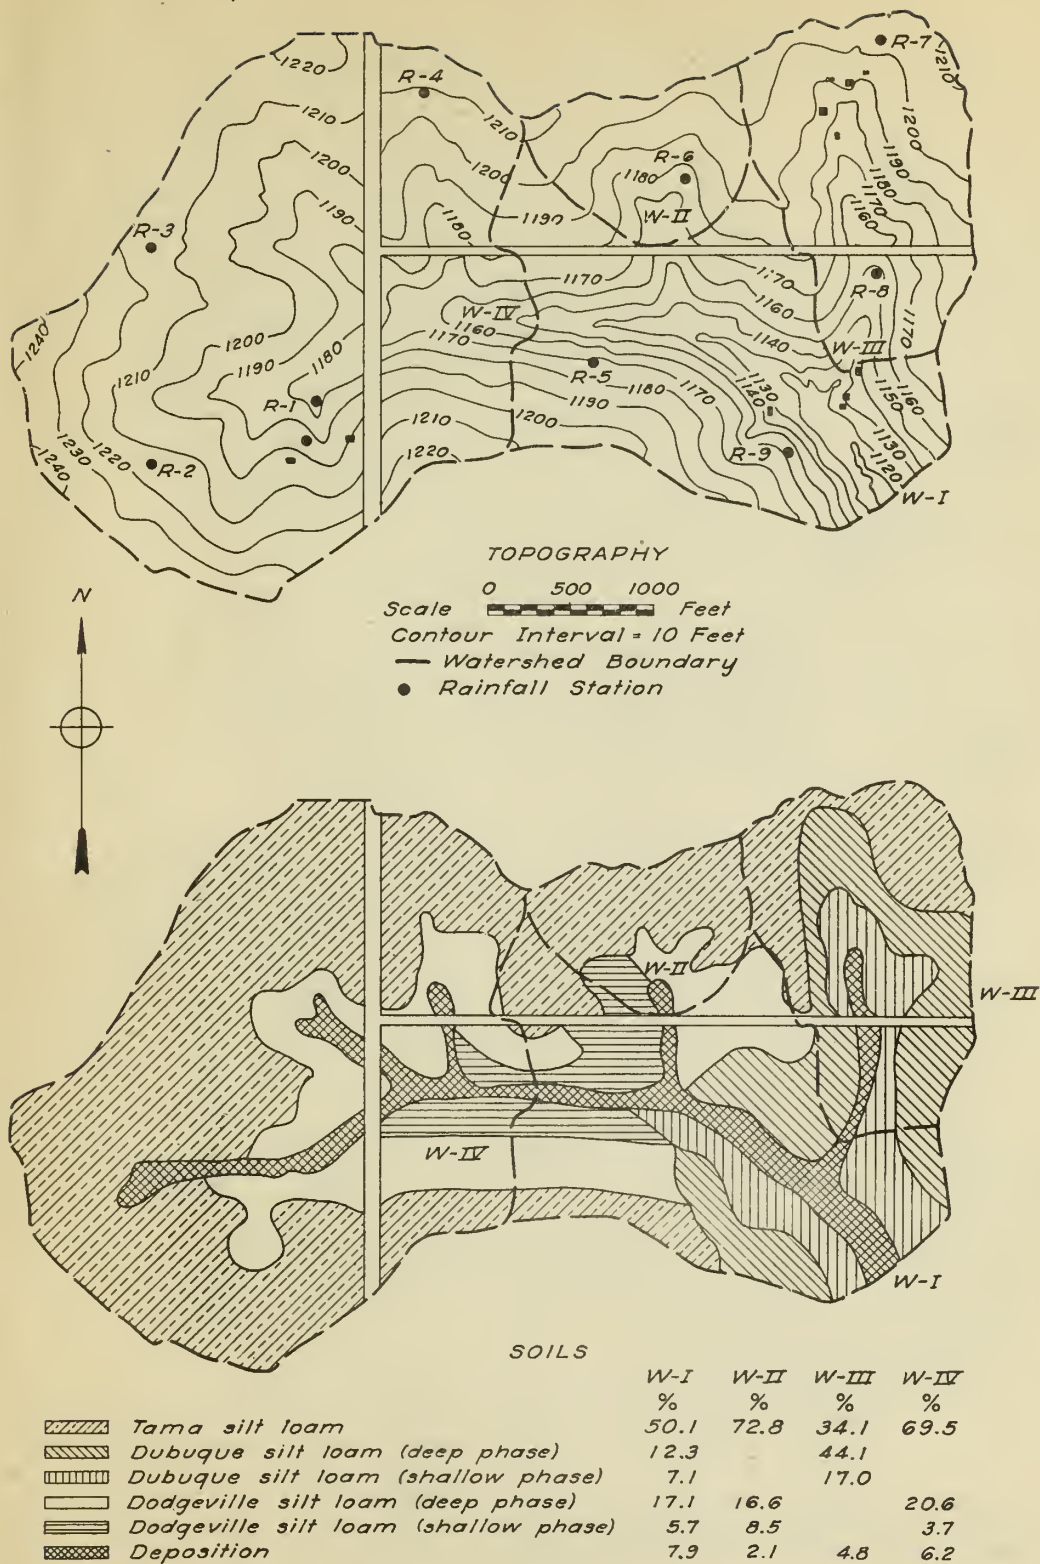 1220
R-7
1210
R-4
1210
1210
1200
1200
1190
1200
R-6
1180
1180
1190
1170
1190
W-II
1160
1180
R-3
1170
1170
R-8
W-IV
1160
1160
1140
W-III
1170
1240
1200
1170
R-5
1180
1130
1140
1160
1150
1210
1190
1180
1170
1190
R-1
1210
1200
R-9
1130
1120
1230
1220
1240
R-2
1220
W-I
TOPOGRAPHY
0 500 1000
Scale Feet
Contour Interval = 10 Feet
Watershed Boundary
Rainfall Station
N
W-II
W-III
W-IV
W-I
SOILS
W-I W-II W-III W-IV
% % % %
Tama silt loam 50.1 72.8 34.1 69.5
Dubuque silt loam (deep phase) 12.3 44.1
Dubuque silt loam (shallow phase) 7.1 17.0
Dodgeville silt loam (deep phase) 17.1 16.6 20.6
Dodgeville silt loam (shallow phase) 5.7 8.5 3.7
Deposition 7.9 2.1 4.8 6.2